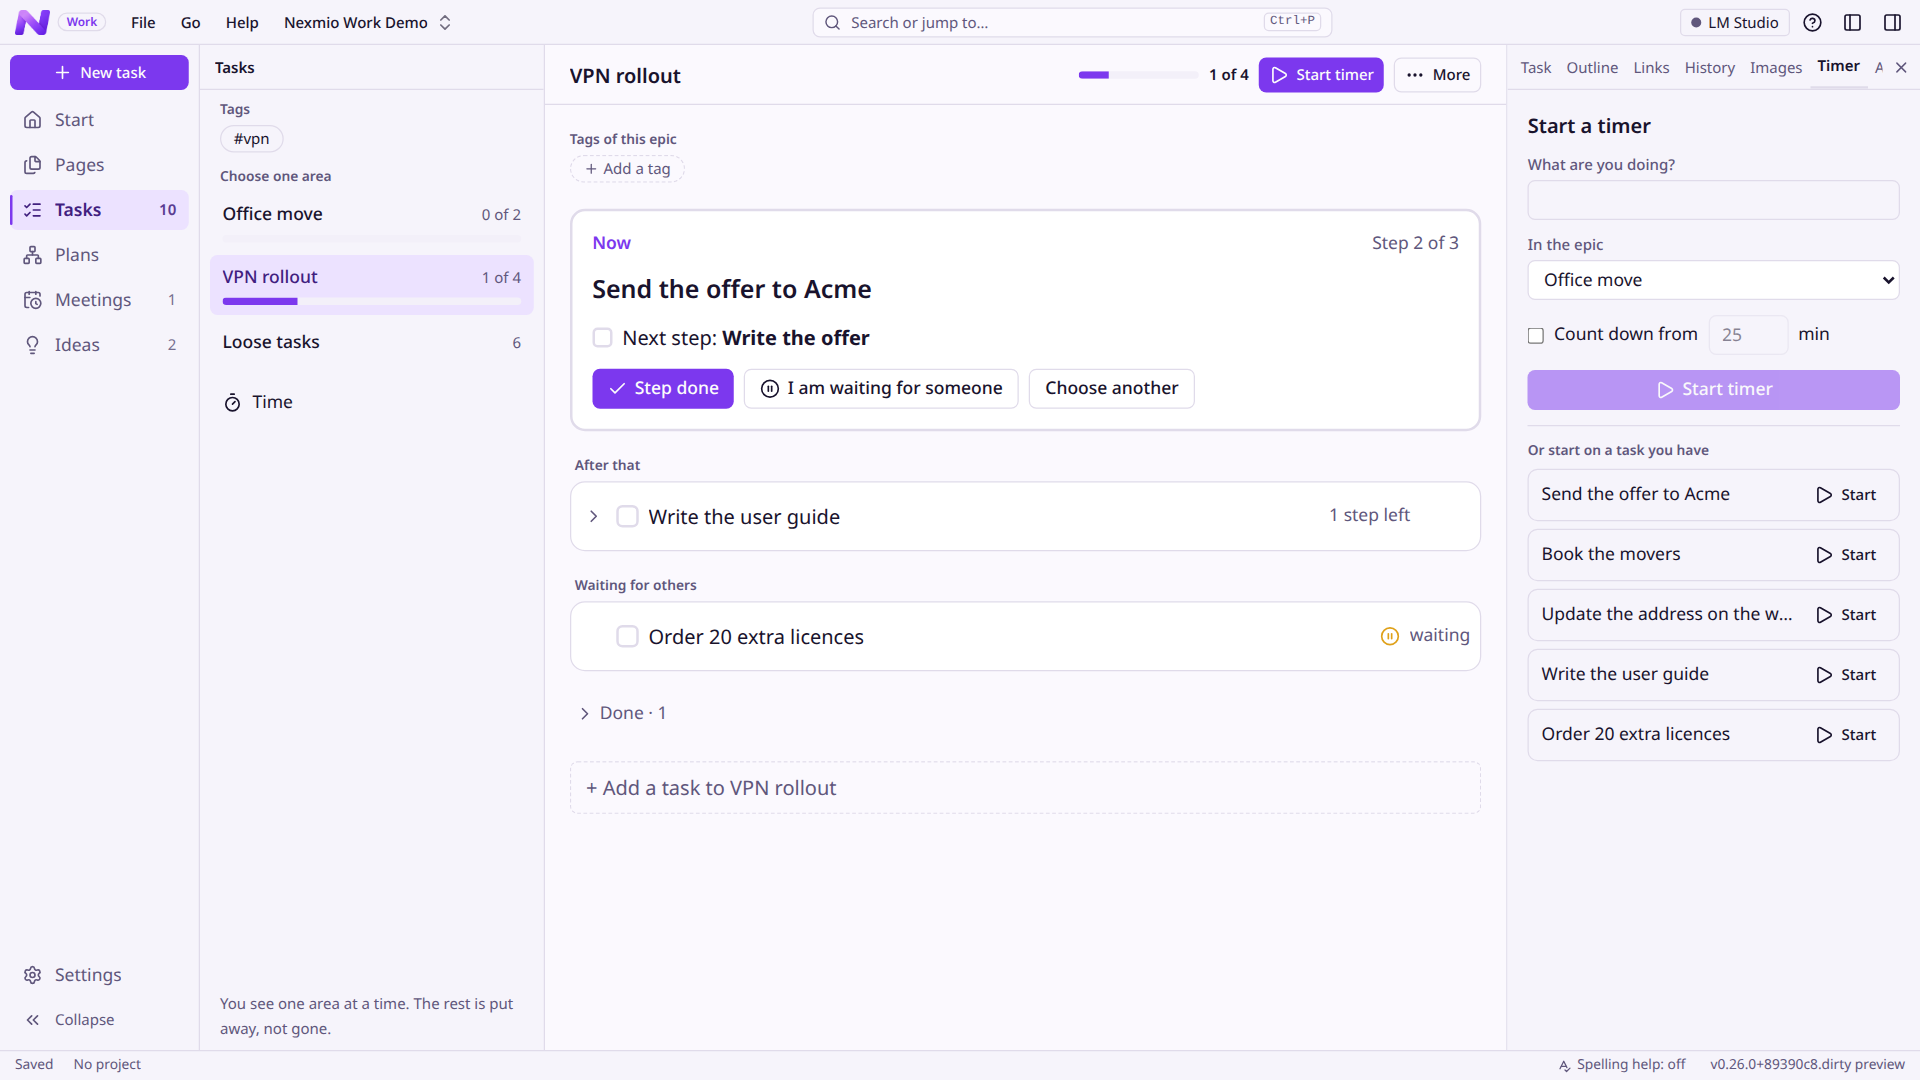 Work
File
Go
Help
Nexmio Work Demo
Search or jump to...
Ctrl+P
LM Studio
New task
Start
Pages
Tasks
10
Plans
Meetings
1
Ideas
2
Settings
Collapse
Tasks
Tags
#vpn
Choose one area
Office move
0 of 2
VPN rollout
1 of 4
Loose tasks
6
Time
You see one area at a time. The rest is put
away, not gone.
VPN rollout
1 of 4
Start timer
More
Tags of this epic
+ Add a tag
Now
Step 2 of 3
Send the offer to Acme
Next step: Write the offer
Step done
I am waiting for someone
Choose another
After that
Write the user guide
1 step left
Waiting for others
Order 20 extra licences
waiting
Done · 1
+ Add a task to VPN rollout
Task
Outline
Links
History
Images
Timer
Start a timer
What are you doing?
In the epic
Office move
Count down from
25
min
Start timer
Or start on a task you have
Send the offer to Acme
Start
Book the movers
Start
Update the address on the w...
Start
Write the user guide
Start
Order 20 extra licences
Start
Saved
No project
Spelling help: off
v0.26.0+89390c8.dirty preview